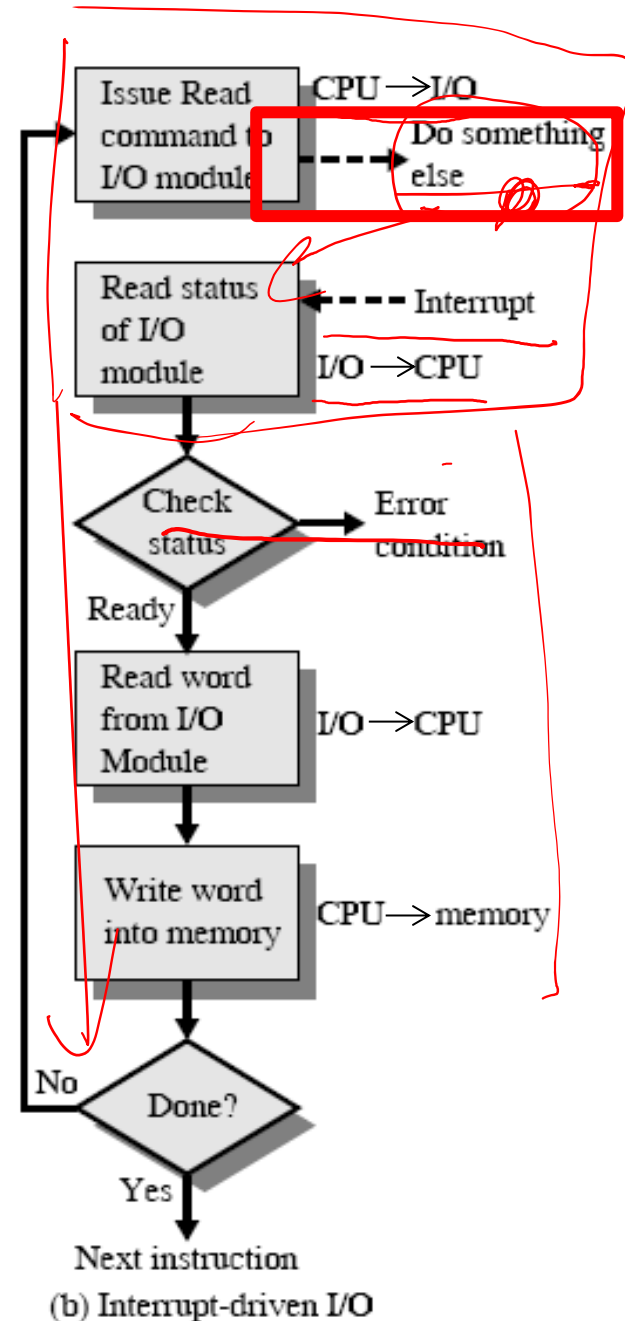 Issue Read
command to
I/O module
CPU → I/O
Do something
else
Read status
of I/O
module
Interrupt
I/O → CPU
Check
status
Error
condition
Ready
Read word
from I/O
Module
I/O → CPU
Write word
into memory
CPU → memory
No
Done?
Yes
Next instruction
(b) Interrupt-driven I/O